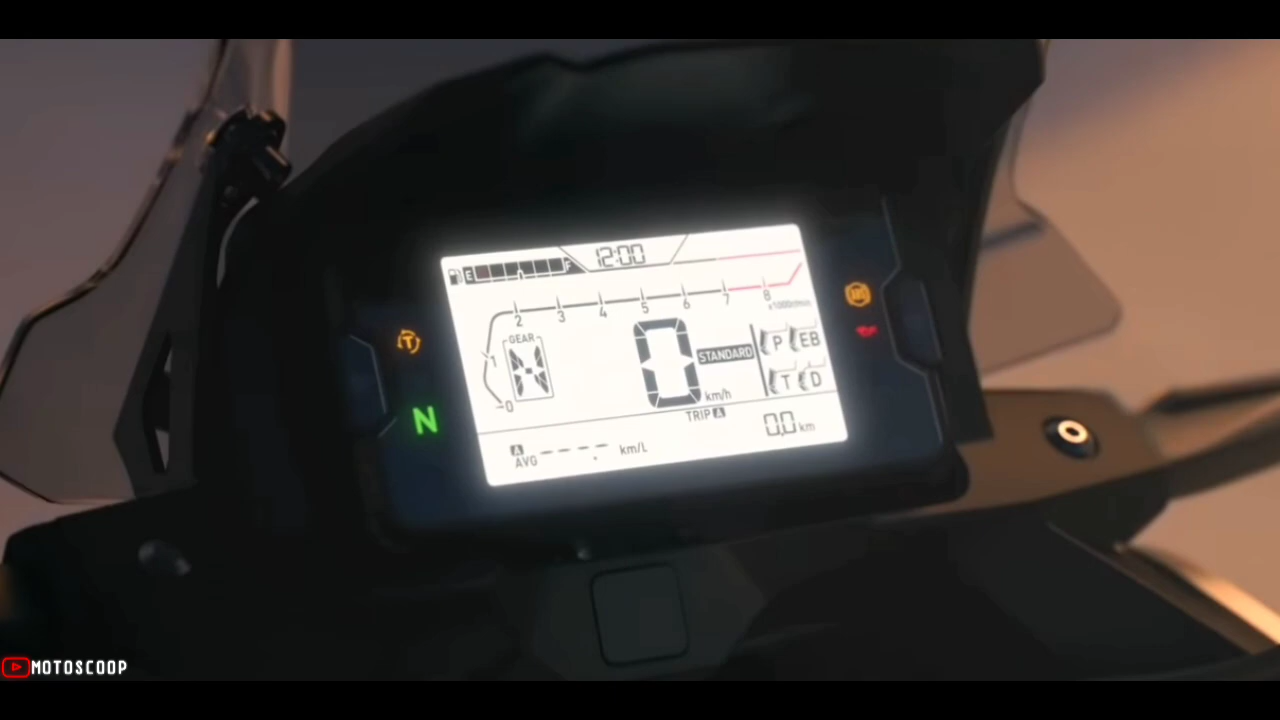 12:00
E F
2 3 4 5 6 7 8
x1000r/min
1
0
GEAR
N
0
STANDARD
km/h
P EB
T D
TRIP A
0.0 km
A
AVG --- -.- km/L
T
N
MOTOSCOOP